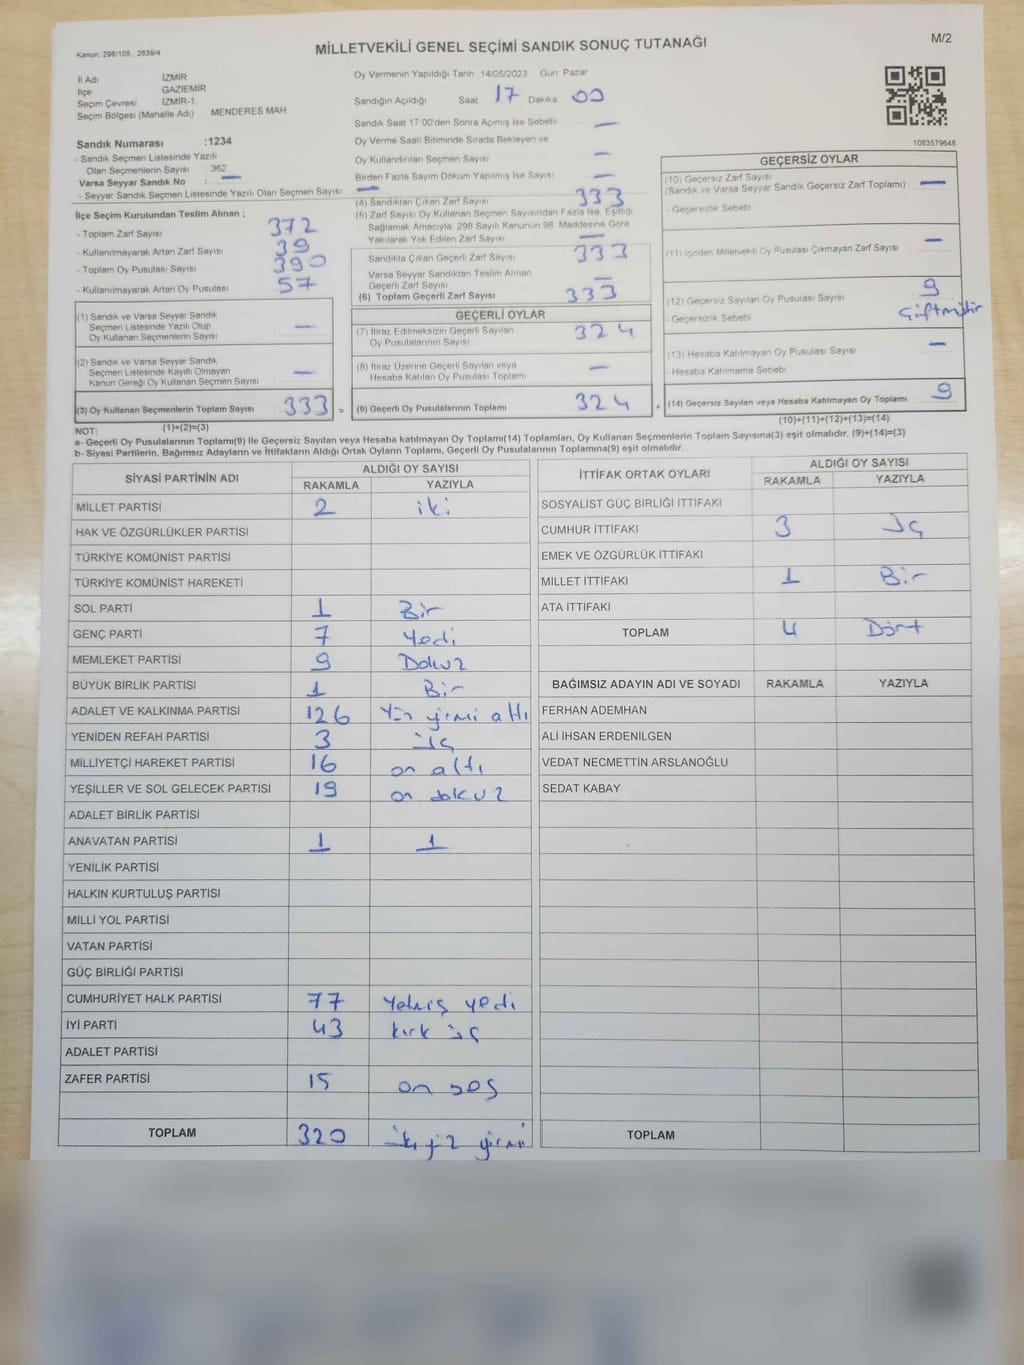 Kanun: 298/105 , 2839/4
MİLLETVEKİLİ GENEL SEÇİMİ SANDIK SONUÇ TUTANAĞI
M/2
İl Adı İZMİR
İlçe GAZİEMİR
Seçim Çevresi İZMİR-1
Seçim Bölgesi (Mahalle Adı) MENDERES MAH
Sandık Numarası :1234
- Sandık Seçmen Listesinde Yazılı
Olan Seçmenlerin Sayısı 362
Varsa Seyyar Sandık No : —
- Seyyar Sandık Seçmen Listesinde Yazılı Olan Seçmen Sayısı —
Oy Vermenin Yapıldığı Tarih 14/05/2023 Gün: Pazar
Sandığın Açıldığı Saat 17 Dakika 00
Sandık Saat 17:00'den Sonra Açımış İse Sebebi —
Oy Verme Saati Bitiminde Sırada Bekleyen ve
Oy Kullandırılan Seçmen Sayısı —
Birden Fazla Sayım Döküm Yapılmış İse Sayısı —
1083579648
İlçe Seçim Kurulundan Teslim Alınan ;
- Toplam Zarf Sayısı 372
- Kullanılmayarak Artan Zarf Sayısı 39
- Toplam Oy Pusulası Sayısı 390
- Kullanılmayarak Artan Oy Pusulası 57
(1) Sandık ve Varsa Seyyar Sandık
Seçmen Listesinde Yazılı Olup
Oy Kullanan Seçmenlerin Sayısı —
(2) Sandık ve Varsa Seyyar Sandık
Seçmen Listesinde Kayıtlı Olmayan
Kanun Gereği Oy Kullanan Seçmen Sayısı —
(3) Oy Kullanan Seçmenlerin Toplam Sayısı 333 =
(1)+(2)=(3)
(4) Sandıktan Çıkan Zarf Sayısı 333
(5) Zarf Sayısı Oy Kullanan Seçmen Sayısından Fazla İse, Eşitliği
Sağlamak Amacıyla, 298 Sayılı Kanunun 98. Maddesine Göre
Yakılarak Yok Edilen Zarf Sayısı —
Sandıkta Çıkan Geçerli Zarf Sayısı 333
Varsa Seyyar Sandıktan Teslim Alınan
Geçerli Zarf Sayısı —
(6) Toplam Geçerli Zarf Sayısı 333
GEÇERLİ OYLAR
(7) İtiraz Edilmeksizin Geçerli Sayılan
Oy Pusulalarının Sayısı 324
(8) İtiraz Üzerine Geçerli Sayılan veya
Hesaba Katılan Oy Pusulası Toplamı —
(9) Geçerli Oy Pusulalarının Toplamı 324 +
GEÇERSİZ OYLAR
(10) Geçersiz Zarf Sayısı
(Sandık ve Varsa Seyyar Sandık Geçersiz Zarf Toplamı) —
- Geçersizlik Sebebi
(11) İçinden Milletvekili Oy Pusulası Çıkmayan Zarf Sayısı —
(12) Geçersiz Sayılan Oy Pusulası Sayısı 9
- Geçersizlik Sebebi Çiftmühür
(13) Hesaba Katılmayan Oy Pusulası Sayısı —
- Hesaba Katılmama Sebebi
(14) Geçersiz Sayılan veya Hesaba Katılmayan Oy Toplamı 9
(10)+(11)+(12)+(13)=(14)
NOT:
a- Geçerli Oy Pusulalarının Toplamı(9) İle Geçersiz Sayılan veya Hesaba katılmayan Oy Toplamı(14) Toplamları, Oy Kullanan Seçmenlerin Toplam Sayısına(3) eşit olmalıdır. (9)+(14)=(3)
b- Siyasi Partilerin, Bağımsız Adayların ve İttifakların Aldığı Ortak Oyların Toplamı, Geçerli Oy Pusulalarının Toplamına(9) eşit olmalıdır.
SİYASİ PARTİNİN ADI ALDIĞI OY SAYISI
RAKAMLA YAZIYLA
MİLLET PARTİSİ 2 iki
HAK VE ÖZGÜRLÜKLER PARTİSİ
TÜRKİYE KOMÜNİST PARTİSİ
TÜRKİYE KOMÜNİST HAREKETİ
SOL PARTİ 1 Bir
GENÇ PARTİ 7 Yedi
MEMLEKET PARTİSİ 9 Dokuz
BÜYÜK BİRLİK PARTİSİ 1 Bir
ADALET VE KALKINMA PARTİSİ 126 Yüz yirmi altı
YENİDEN REFAH PARTİSİ 3 üç
MİLLİYETÇİ HAREKET PARTİSİ 16 on altı
YEŞİLLER VE SOL GELECEK PARTİSİ 19 on dokuz
ADALET BİRLİK PARTİSİ
ANAVATAN PARTİSİ 1 1
YENİLİK PARTİSİ
HALKIN KURTULUŞ PARTİSİ
MİLLİ YOL PARTİSİ
VATAN PARTİSİ
GÜÇ BİRLİĞİ PARTİSİ
CUMHURİYET HALK PARTİSİ 77 Yetmiş yedi
İYİ PARTİ 43 kırk üç
ADALET PARTİSİ
ZAFER PARTİSİ 15 on beş
TOPLAM 320 yirmi
İTTİFAK ORTAK OYLARI ALDIĞI OY SAYISI
RAKAMLA YAZIYLA
SOSYALİST GÜÇ BİRLİĞİ İTTİFAKI
CUMHUR İTTİFAKI 3 üç
EMEK VE ÖZGÜRLÜK İTTİFAKI
MİLLET İTTİFAKI 1 Bir
ATA İTTİFAKI
TOPLAM 4 Dört
BAĞIMSIZ ADAYIN ADI VE SOYADI RAKAMLA YAZIYLA
FERHAN ADEMHAN
ALİ İHSAN ERDENİLGEN
VEDAT NECMETTİN ARSLANOĞLU
SEDAT KABAY
TOPLAM